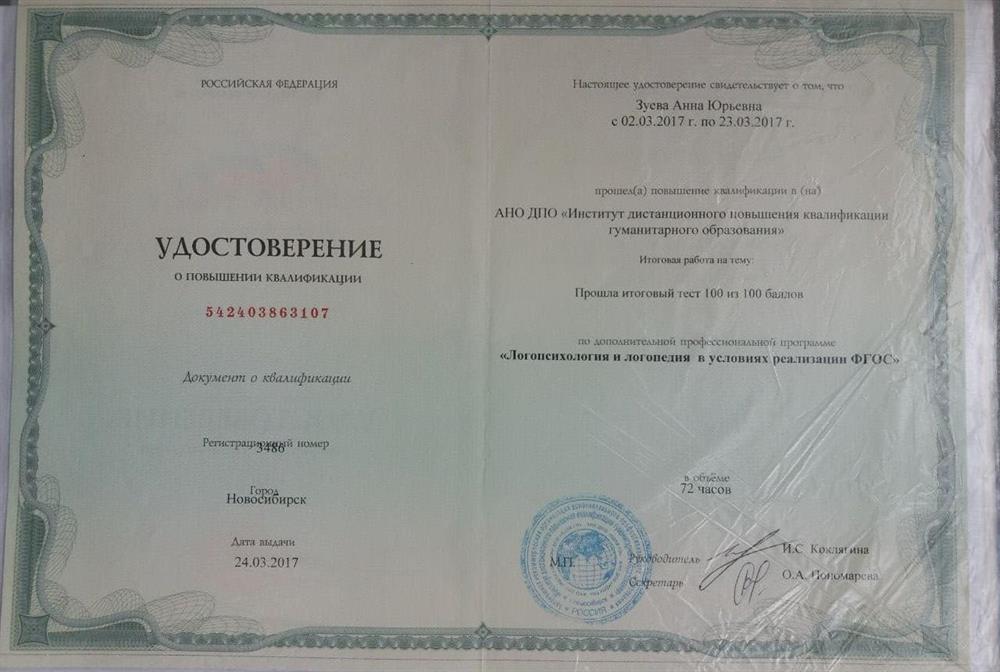 РОССИЙСКАЯ ФЕДЕРАЦИЯ
УДОСТОВЕРЕНИЕ
О ПОВЫШЕНИИ КВАЛИФИКАЦИИ
542403863107
Документ о квалификации
Регистрационный номер
3486
Город
Новосибирск
Дата выдачи
24.03.2017
Настоящее удостоверение свидетельствует о том, что
Зуева Анна Юрьевна
с 02.03.2017 г. по 23.03.2017 г.
прошел(а) повышение квалификации в (на)
АНО ДПО «Институт дистанционного повышения квалификации
гуманитарного образования»
Итоговая работа на тему:
Прошла итоговый тест 100 из 100 баллов
по дополнительной профессиональной программе
«Логопсихология и логопедия в условиях реализации ФГОС»
в объёме
72 часов
М.П.
Руководитель
И.С Коклягина
Секретарь
О.А. Пономарева
РОССИЯ